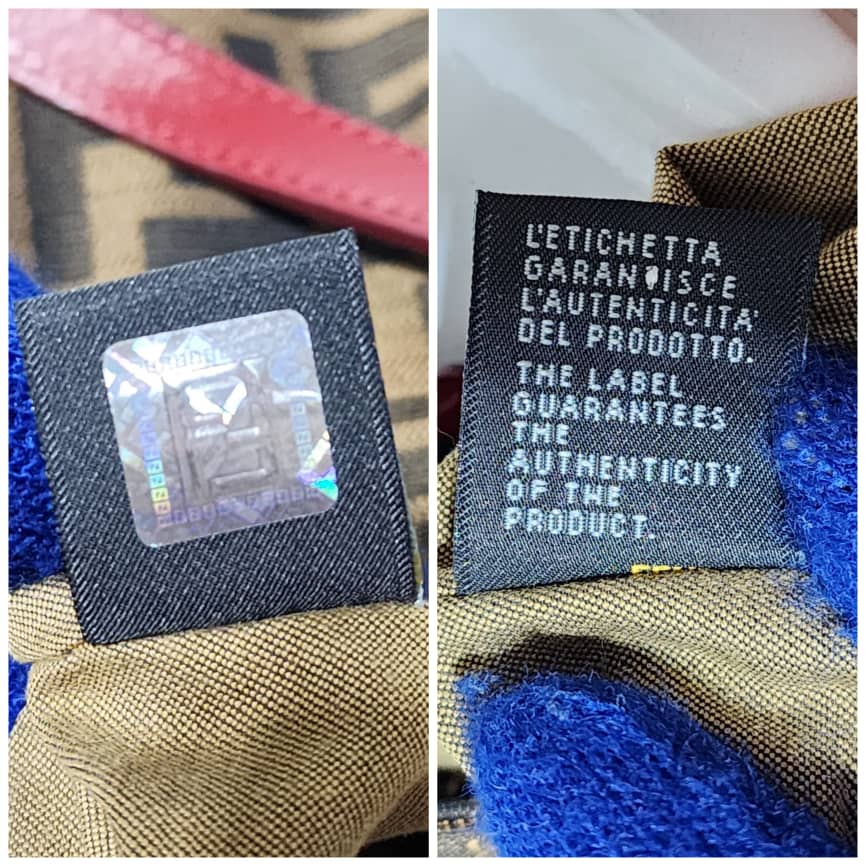 L'ETICHETTA
GARANTISCE
L'AUTENTICITA'
DEL PRODOTTO.
THE LABEL
GUARANTEES
THE
AUTHENTICITY
OF THE
PRODUCT.